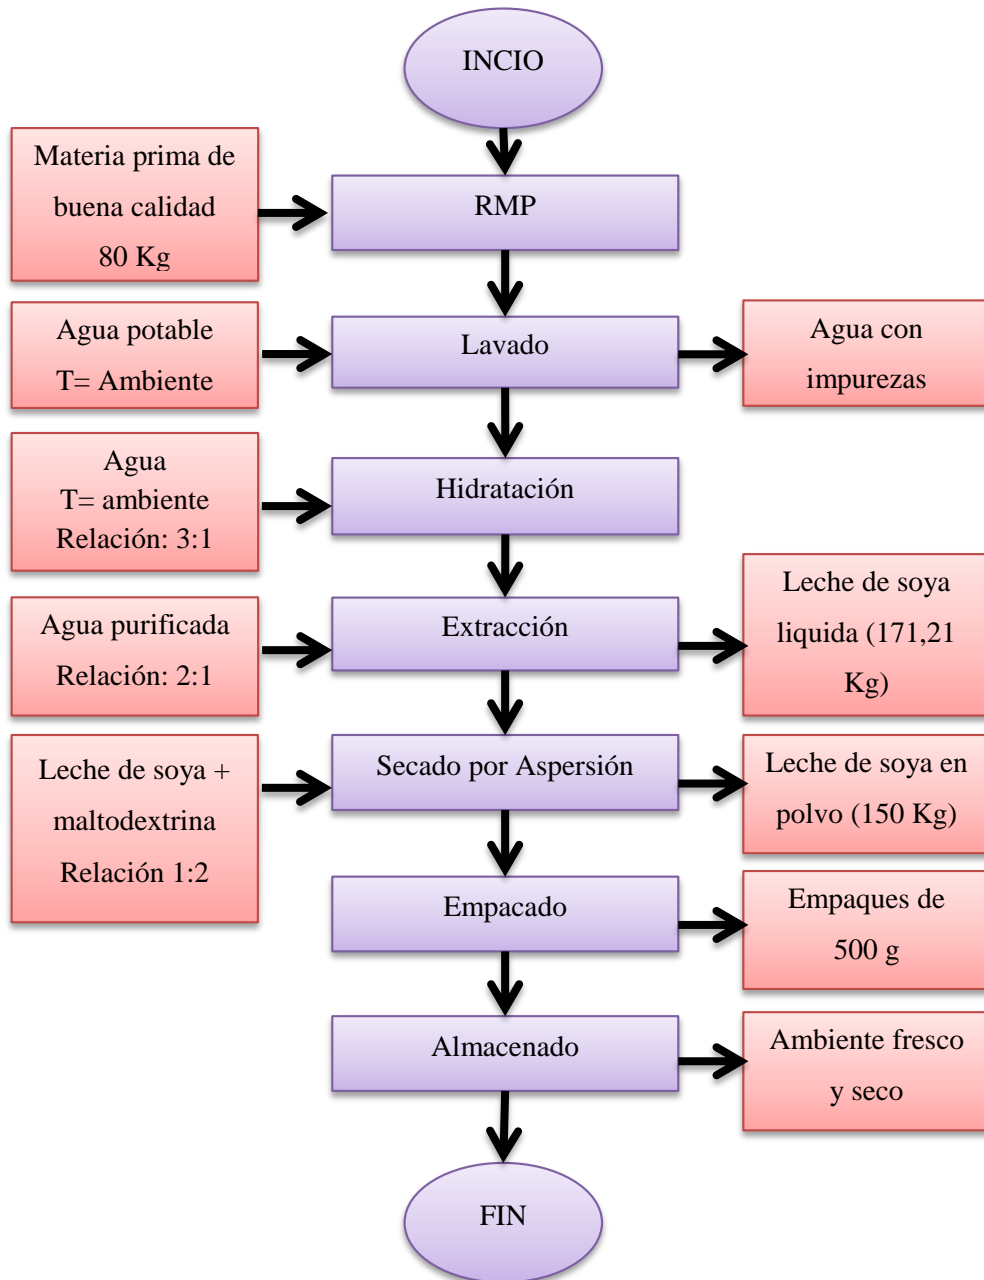 INCIO
Materia prima de
buena calidad
80 Kg
RMP
Agua potable
T= Ambiente
Lavado
Agua con
impurezas
Agua
T= ambiente
Relación: 3:1
Hidratación
Agua purificada
Relación: 2:1
Extracción
Leche de soya
liquida (171,21
Kg)
Leche de soya +
maltodextrina
Relación 1:2
Secado por Aspersión
Leche de soya en
polvo (150 Kg)
Empacado
Empaques de
500 g
Almacenado
Ambiente fresco
y seco
FIN